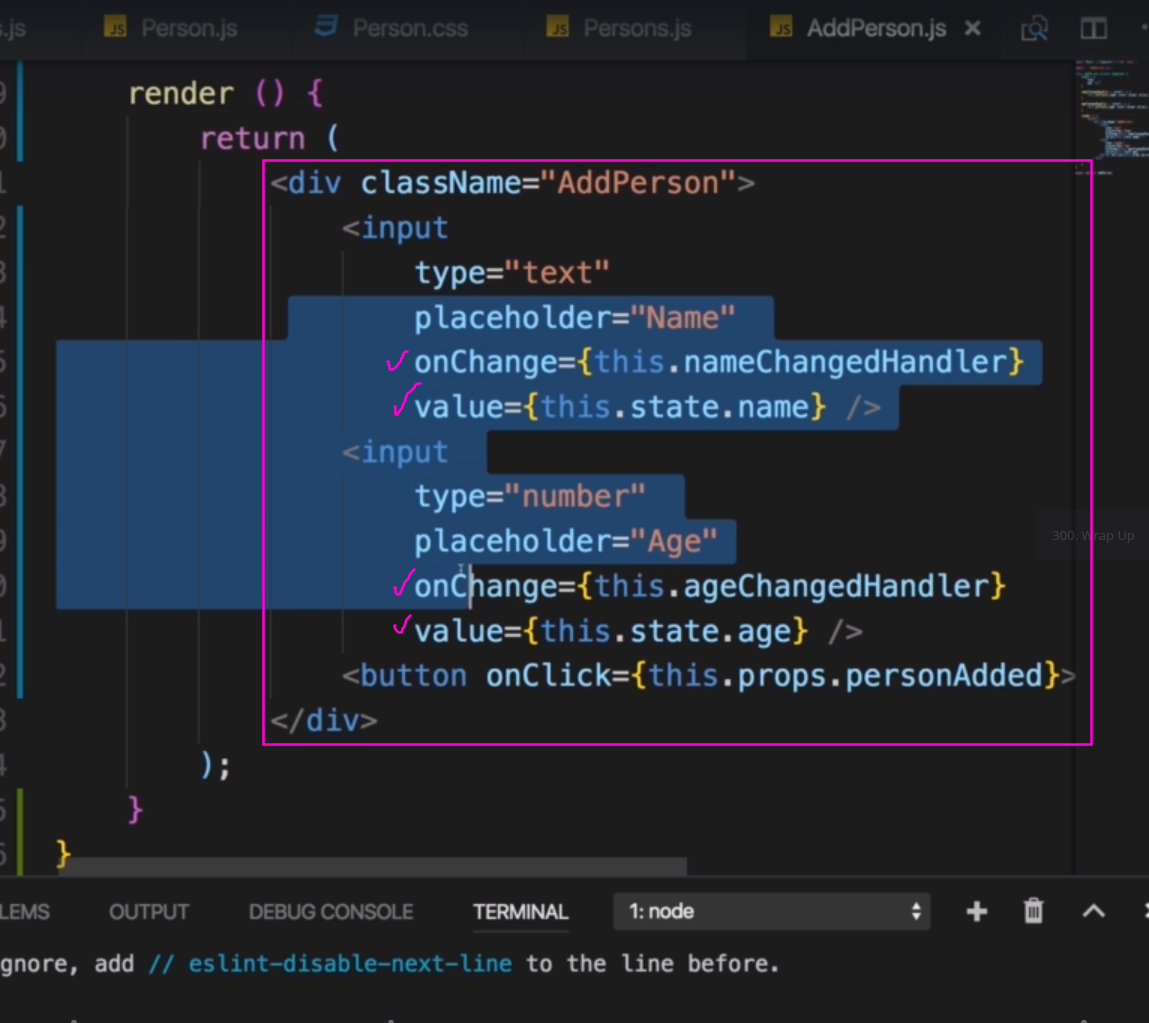 s.js JS Person.js Person.css JS Persons.js JS AddPerson.js ×
render () {
return (
<div className="AddPerson">
<input
type="text"
placeholder="Name"
onChange={this.nameChangedHandler}
value={this.state.name} />
<input
type="number"
placeholder="Age"
300. Wrap Up
onChange={this.ageChangedHandler}
value={this.state.age} />
<button onClick={this.props.personAdded}>
</div>
);
}
}
LEMS OUTPUT DEBUG CONSOLE TERMINAL 1: node
gnore, add // eslint-disable-next-line to the line before.